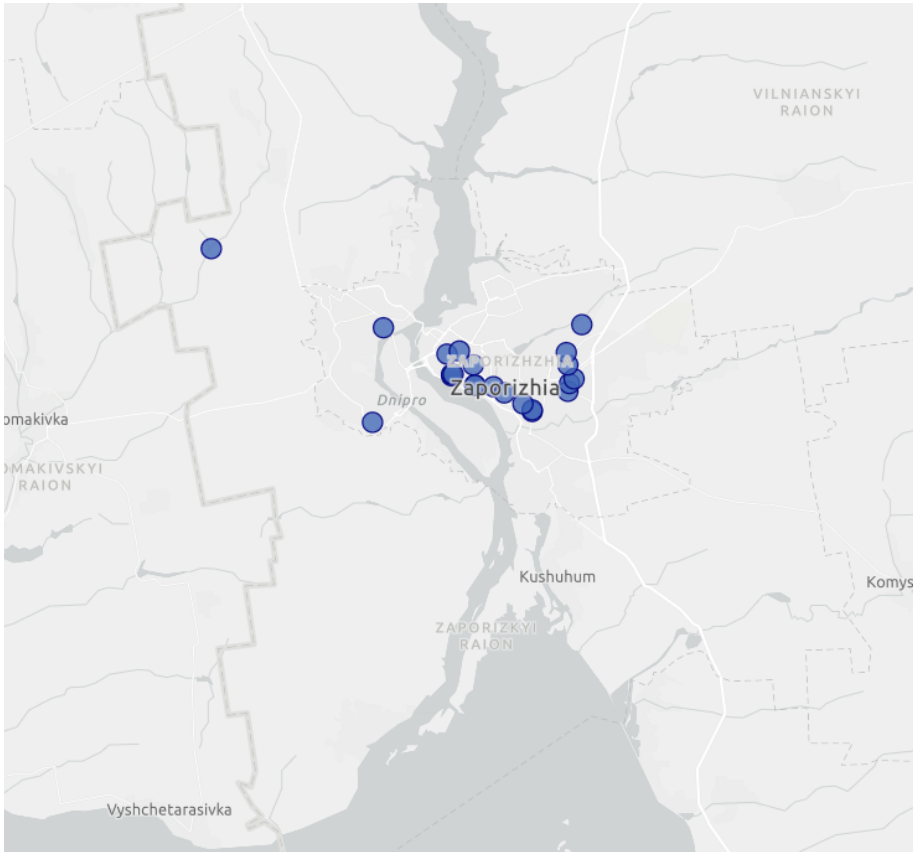 VILNIANSKYI
RAION
ZAPORIZHZHIA
Zaporizhia
Dnipro
omakivka
OMAKIVSKYI
RAION
Kushuhum
Komys
ZAPORIZKYI
RAION
Vyshchetarasivka